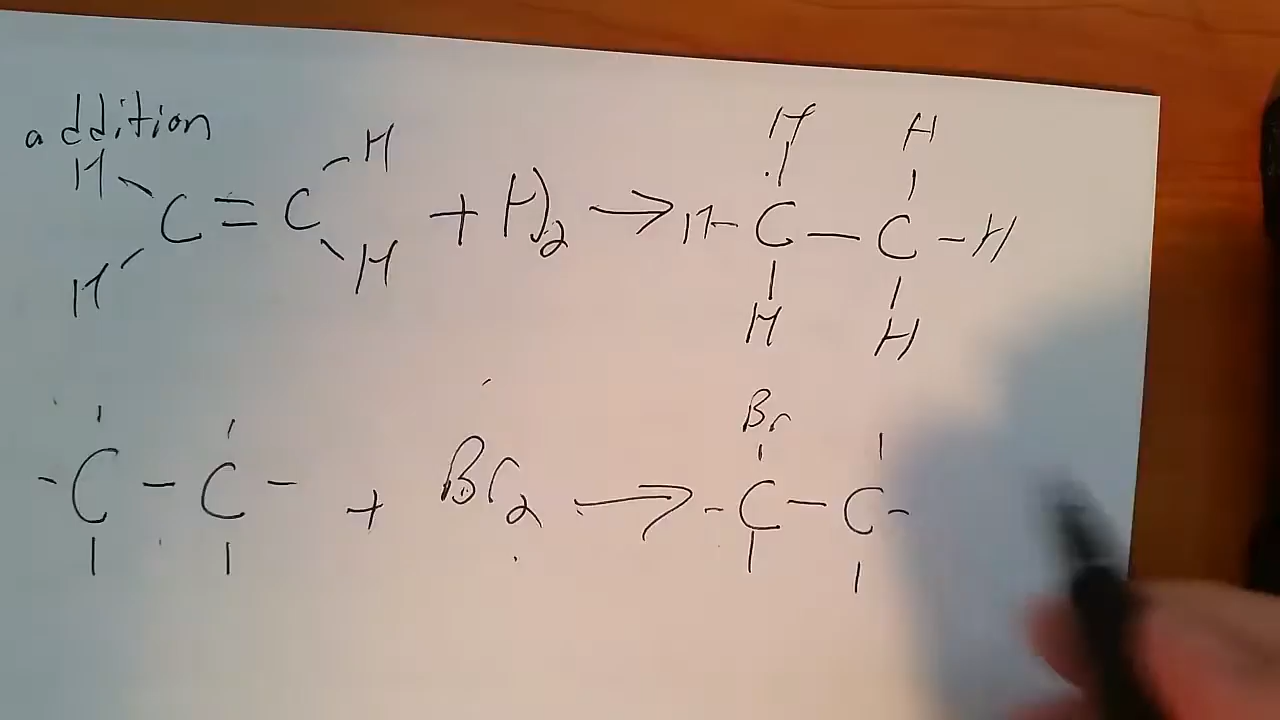 addition
H H H H
C = C + H2 → H - C - C - H
H H H H
Br
- C - C - + Br2 → - C - C -